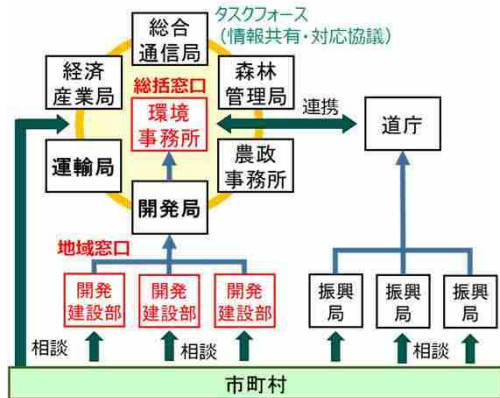 タスクフォース
（情報共有・対応協議）
総合
通信局
経済
産業局
総括窓口
環境
事務所
森林
管理局
連携
道庁
運輸局
農政
事務所
開発局
地域窓口
開発
建設部
開発
建設部
開発
建設部
振興
局
振興
局
振興
局
相談
相談
相談
市町村